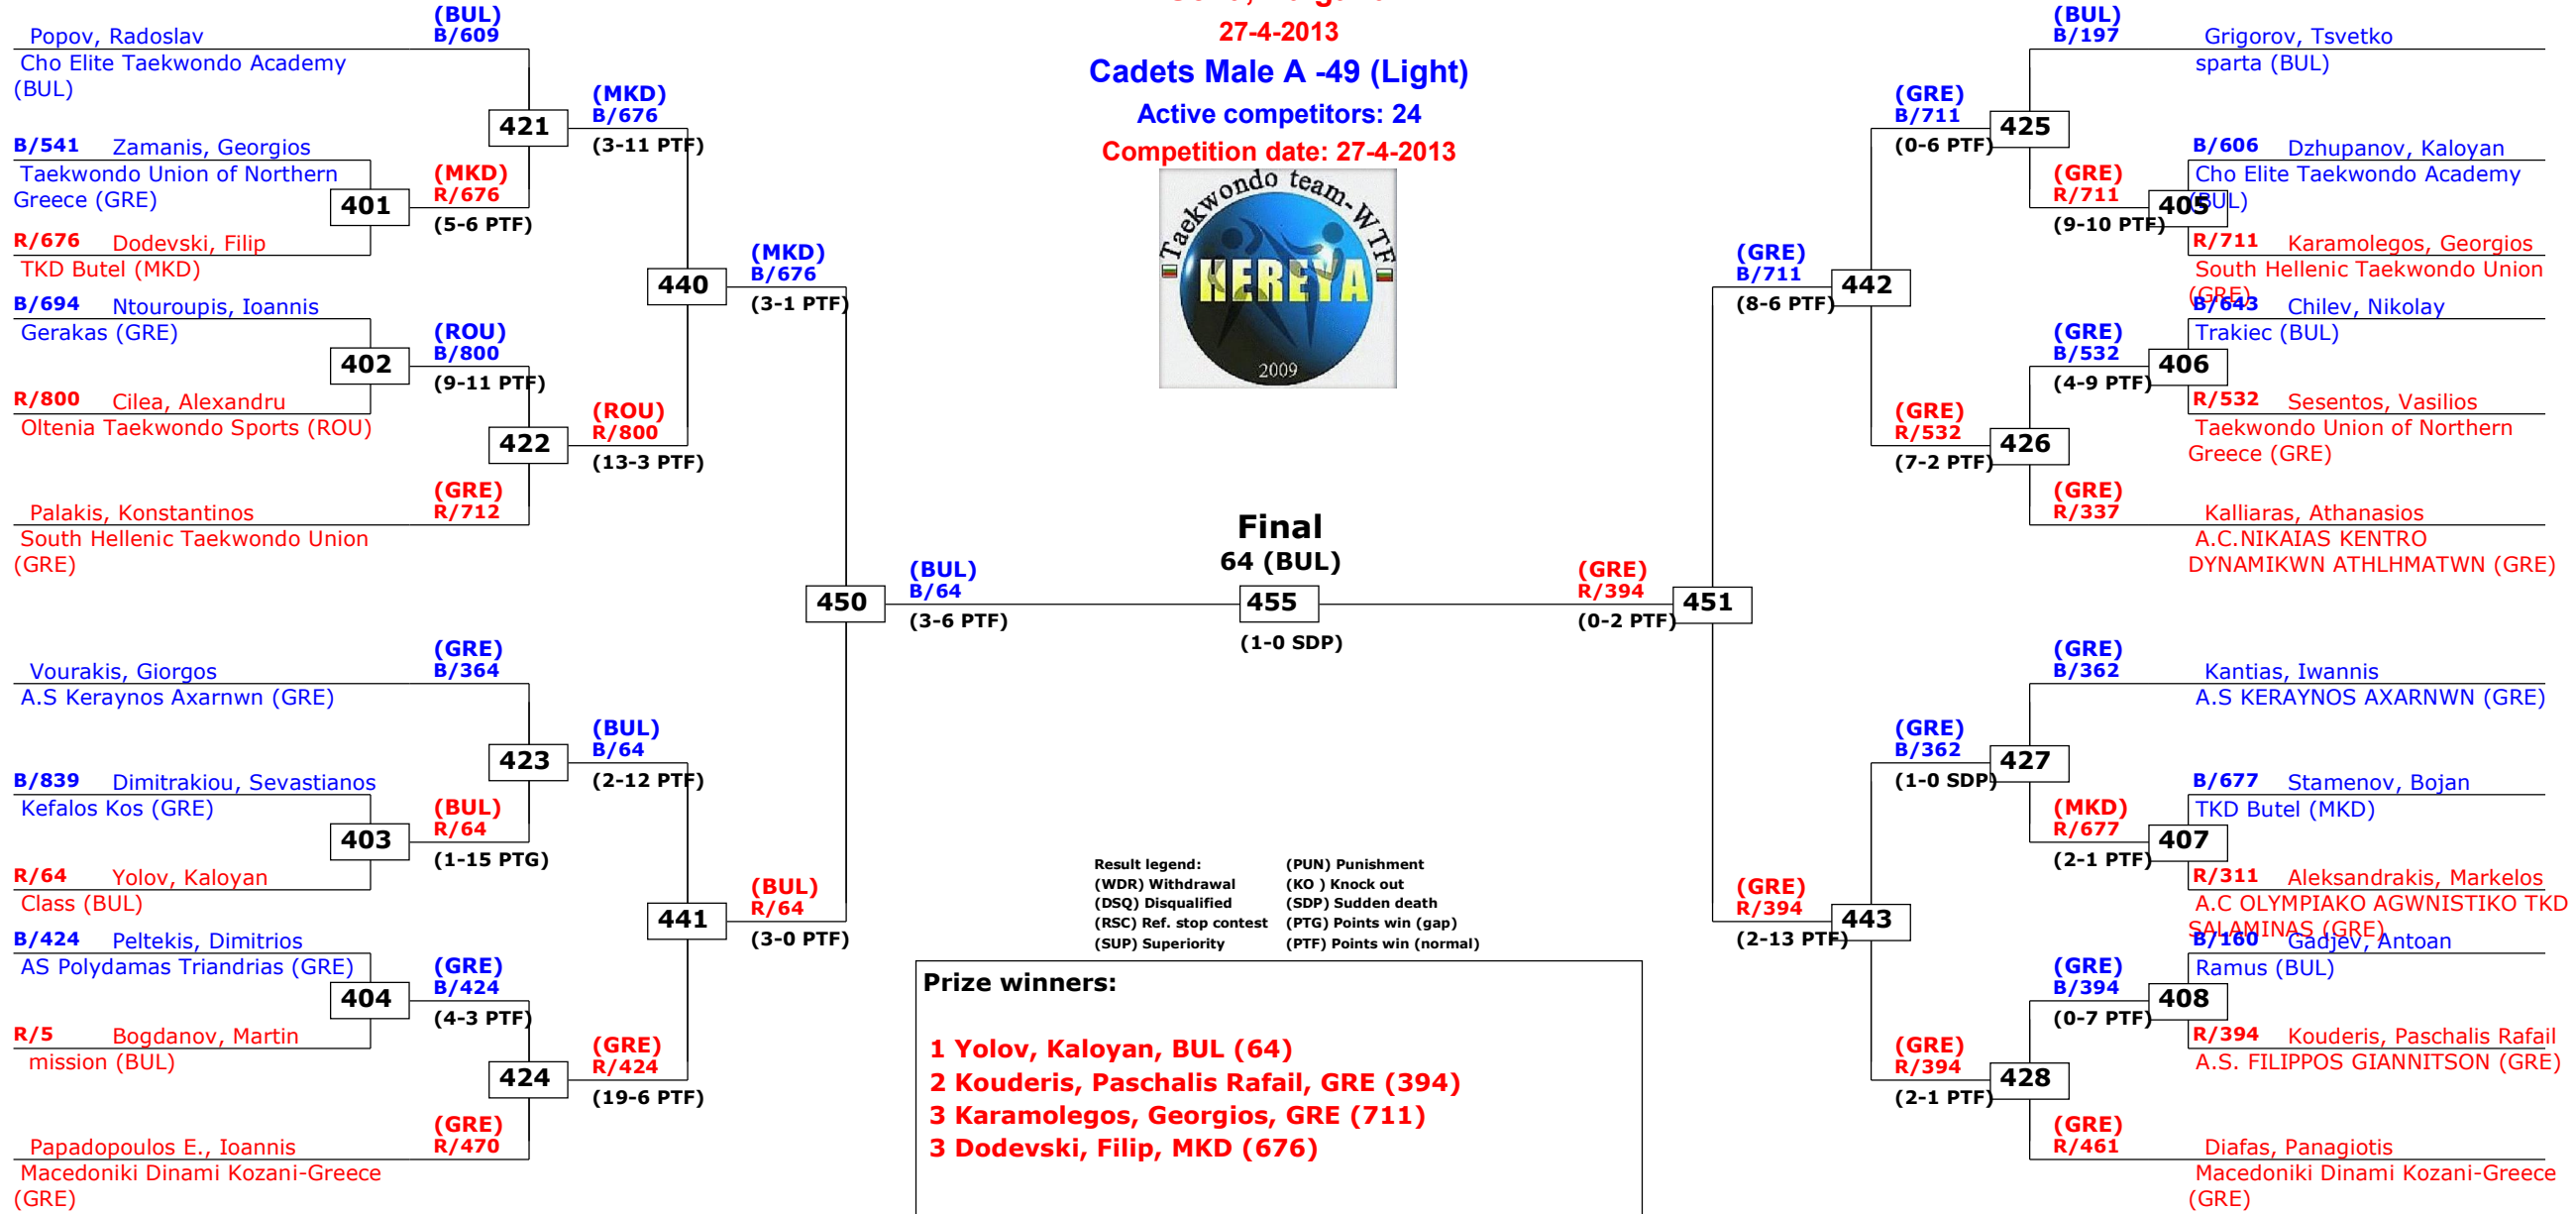 27-4-2013
Cadets Male A -49 (Light)
Active competitors: 24
Competition date: 27-4-2013
Taekwondo team-WTF
HEREYA
2009
(BUL)
B/609
Popov, Radoslav
Cho Elite Taekwondo Academy
(BUL)
421
(MKD)
B/676
(3-11 PTF)
B/541 Zamanis, Georgios
Taekwondo Union of Northern
Greece (GRE)
401
(MKD)
R/676
(5-6 PTF)
R/676 Dodevski, Filip
TKD Butel (MKD)
440
(MKD)
B/676
(3-1 PTF)
B/694 Ntouroupis, Ioannis
Gerakas (GRE)
402
(ROU)
B/800
(9-11 PTF)
R/800 Cilea, Alexandru
Oltenia Taekwondo Sports (ROU)
422
(ROU)
R/800
(13-3 PTF)
(GRE)
R/712
Palakis, Konstantinos
South Hellenic Taekwondo Union
(GRE)
450
(BUL)
B/64
(3-6 PTF)
(GRE)
B/364
Vourakis, Giorgos
A.S Keraynos Axarnwn (GRE)
423
(BUL)
B/64
(2-12 PTF)
B/839 Dimitrakiou, Sevastianos
Kefalos Kos (GRE)
403
(BUL)
R/64
(1-15 PTG)
R/64 Yolov, Kaloyan
Class (BUL)
441
(BUL)
R/64
(3-0 PTF)
B/424 Peltekis, Dimitrios
AS Polydamas Triandrias (GRE)
404
(GRE)
B/424
(4-3 PTF)
R/5 Bogdanov, Martin
mission (BUL)
424
(GRE)
R/424
(19-6 PTF)
(GRE)
R/470
Papadopoulos E., Ioannis
Macedoniki Dinami Kozani-Greece
(GRE)
Final
64 (BUL)
455
(1-0 SDP)
(BUL)
B/197
Grigorov, Tsvetko
sparta (BUL)
(GRE)
B/711
(0-6 PTF)
425
B/606 Dzhupanov, Kaloyan
Cho Elite Taekwondo Academy
(BUL)
(GRE)
R/711
(9-10 PTF)
405
R/711 Karamolegos, Georgios
South Hellenic Taekwondo Union
(GRE)
(GRE)
B/711
(8-6 PTF)
442
B/643 Chilev, Nikolay
Trakiec (BUL)
(GRE)
B/532
(4-9 PTF)
406
R/532 Sesentos, Vasilios
Taekwondo Union of Northern
Greece (GRE)
(GRE)
R/532
(7-2 PTF)
426
(GRE)
R/337
Kalliaras, Athanasios
A.C.NIKAIAS KENTRO
DYNAMIKWN ATHLHMATWN (GRE)
(GRE)
R/394
(0-2 PTF)
451
(GRE)
B/362
Kantias, Iwannis
A.S KERAYNOS AXARNWN (GRE)
(GRE)
B/362
(1-0 SDP)
427
B/677 Stamenov, Bojan
TKD Butel (MKD)
(MKD)
R/677
(2-1 PTF)
407
R/311 Aleksandrakis, Markelos
A.C OLYMPIAKO AGWNISTIKO TKD
SALAMINAS (GRE)
(GRE)
R/394
(2-13 PTF)
443
B/160 Gadjev, Antoan
Ramus (BUL)
(GRE)
B/394
(0-7 PTF)
408
R/394 Kouderis, Paschalis Rafail
A.S. FILIPPOS GIANNITSON (GRE)
(GRE)
R/394
(2-1 PTF)
428
(GRE)
R/461
Diafas, Panagiotis
Macedoniki Dinami Kozani-Greece
(GRE)
Result legend: (PUN) Punishment
(WDR) Withdrawal (KO ) Knock out
(DSQ) Disqualified (SDP) Sudden death
(RSC) Ref. stop contest (PTG) Points win (gap)
(SUP) Superiority (PTF) Points win (normal)
Prize winners:
1 Yolov, Kaloyan, BUL (64)
2 Kouderis, Paschalis Rafail, GRE (394)
3 Karamolegos, Georgios, GRE (711)
3 Dodevski, Filip, MKD (676)